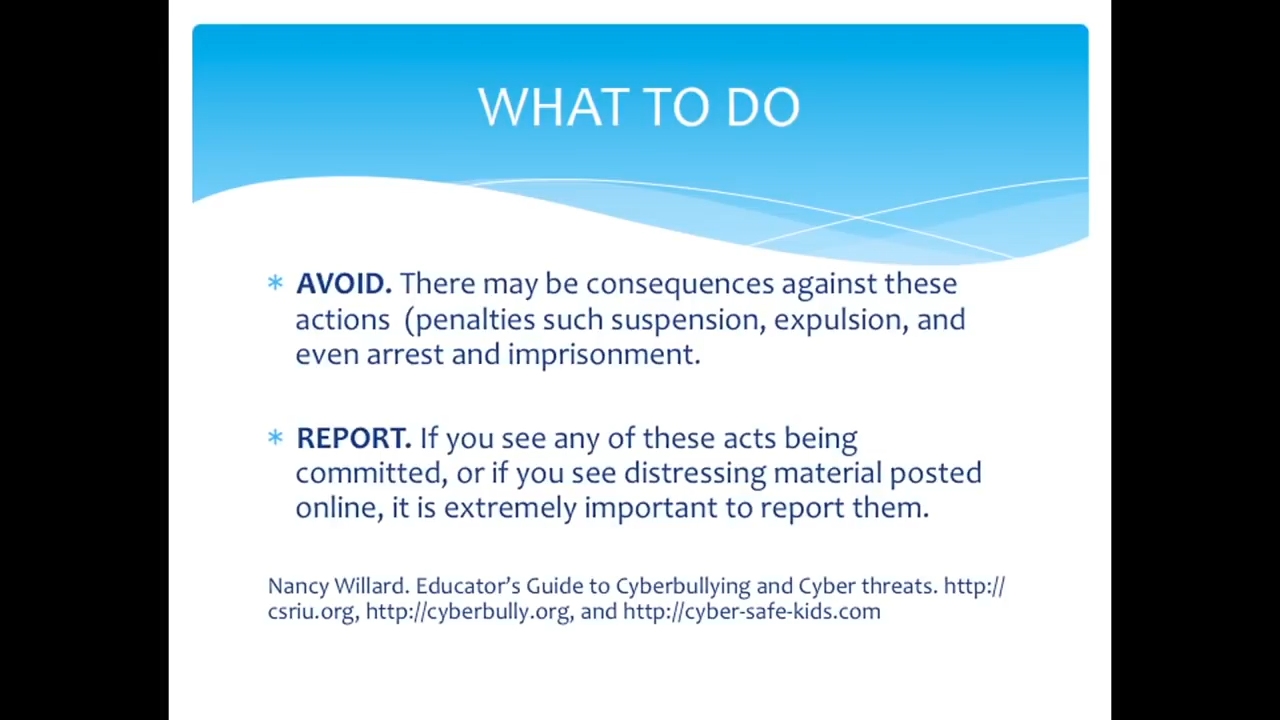 WHAT TO DO
* AVOID. There may be consequences against these
actions  (penalties such suspension, expulsion, and
even arrest and imprisonment.
* REPORT. If you see any of these acts being
committed, or if you see distressing material posted
online, it is extremely important to report them.
Nancy Willard. Educator’s Guide to Cyberbullying and Cyber threats. http://
csriu.org, http://cyberbully.org, and http://cyber-safe-kids.com